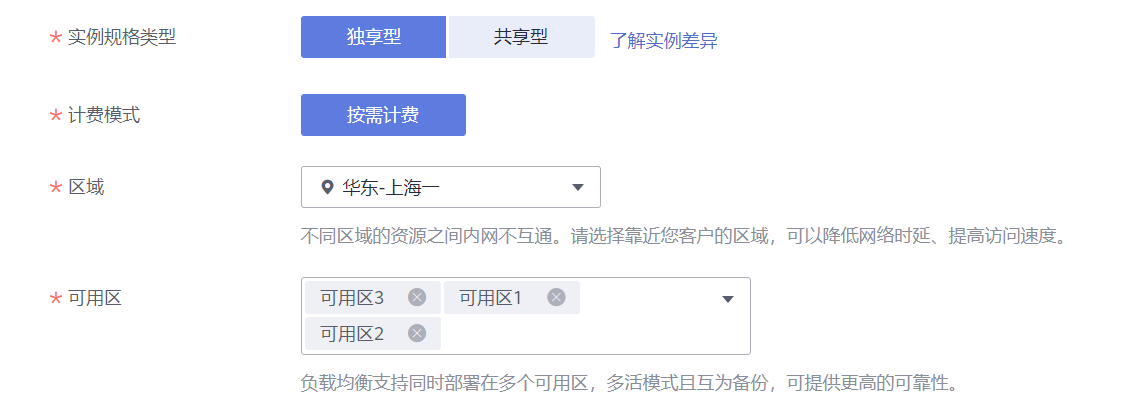 * 实例规格类型 独享型 共享型 了解实例差异
* 计费模式 按需计费
* 区域 华东-上海一
不同区域的资源之间内网不互通。请选择靠近您客户的区域，可以降低网络时延、提高访问速度。
* 可用区 可用区3 可用区1
可用区2
负载均衡支持同时部署在多个可用区，多活模式且互为备份，可提供更高的可靠性。